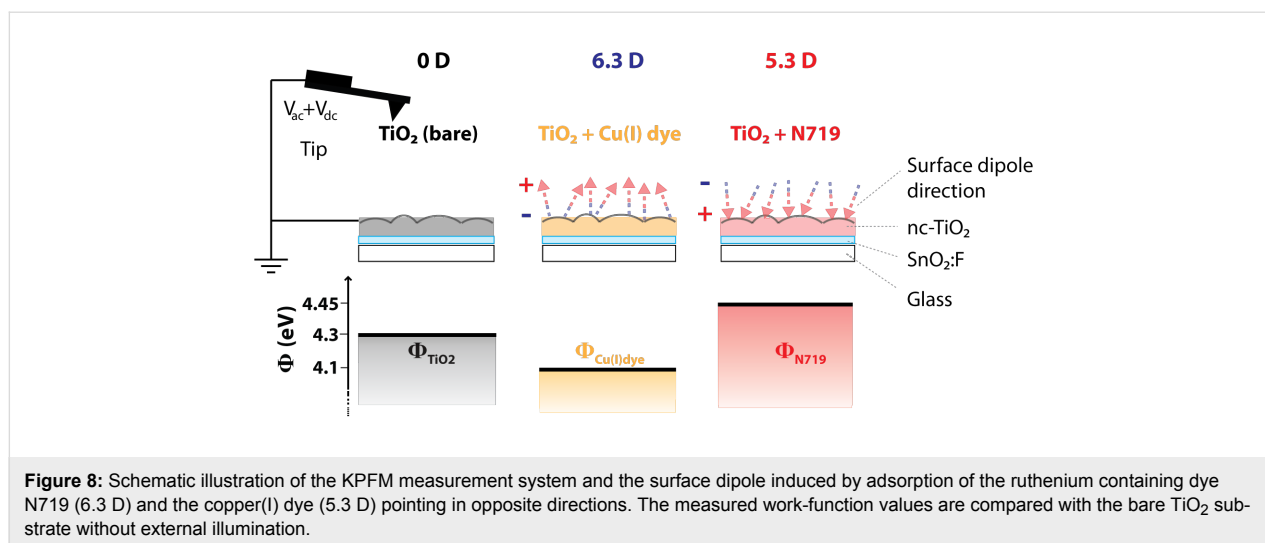 0 D 6.3 D 5.3 D
Vac+Vdc
Tip
TiO₂ (bare) TiO₂ + Cu(I) dye TiO₂ + N719
+
-
-
+
Surface dipole
direction
nc-TiO₂
SnO₂:F
Glass
Φ (eV)
4.45
4.3
4.1
ΦTiO2
ΦCu(I)dye
ΦN719
Figure 8: Schematic illustration of the KPFM measurement system and the surface dipole induced by adsorption of the ruthenium containing dye
N719 (6.3 D) and the copper(I) dye (5.3 D) pointing in opposite directions. The measured work-function values are compared with the bare TiO₂ sub-
strate without external illumination.